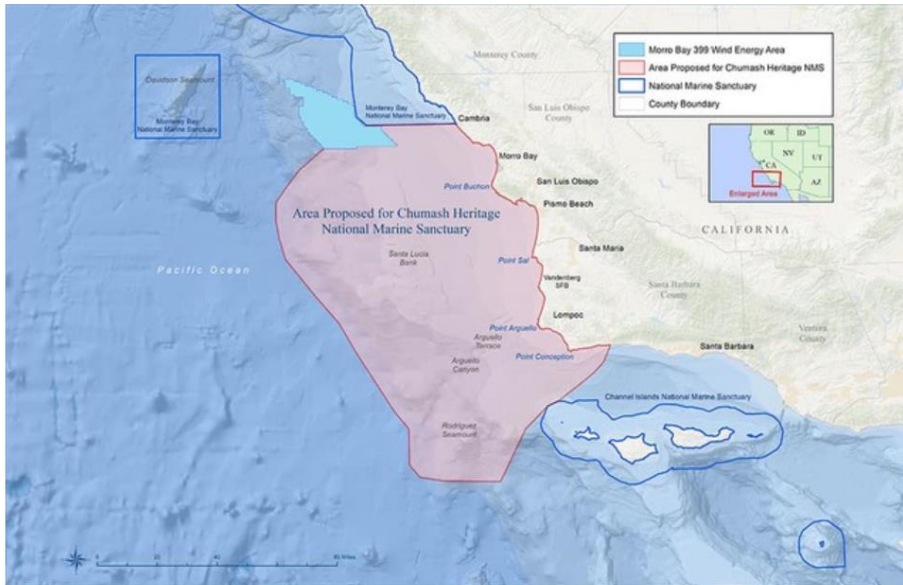 Morro Bay 399 Wind Energy Area
Area Proposed for Chumash Heritage NMS
National Marine Sanctuary
County Boundary
OR
ID
NV
UT
CA
AZ
Enlarged Area
Monterey County
San Luis Obispo
County
CALIFORNIA
Santa Barbara
County
Ventura
County
Davidson Seamount
Monterey Bay
National Marine Sanctuary
Monterey Bay
National Marine Sanctuary
Cambria
Morro Bay
San Luis Obispo
Point Buchon
Pismo Beach
Area Proposed for Chumash Heritage
National Marine Sanctuary
Santa Lucia
Bank
Point Sal
Santa Maria
Pacific Ocean
Vandenberg
SFB
Lompoc
Point Arguello
Arguello
Terrace
Point Conception
Santa Barbara
Arguello
Canyon
Channel Islands National Marine Sanctuary
Rodriguez
Seamount
0
20
40
80 Miles